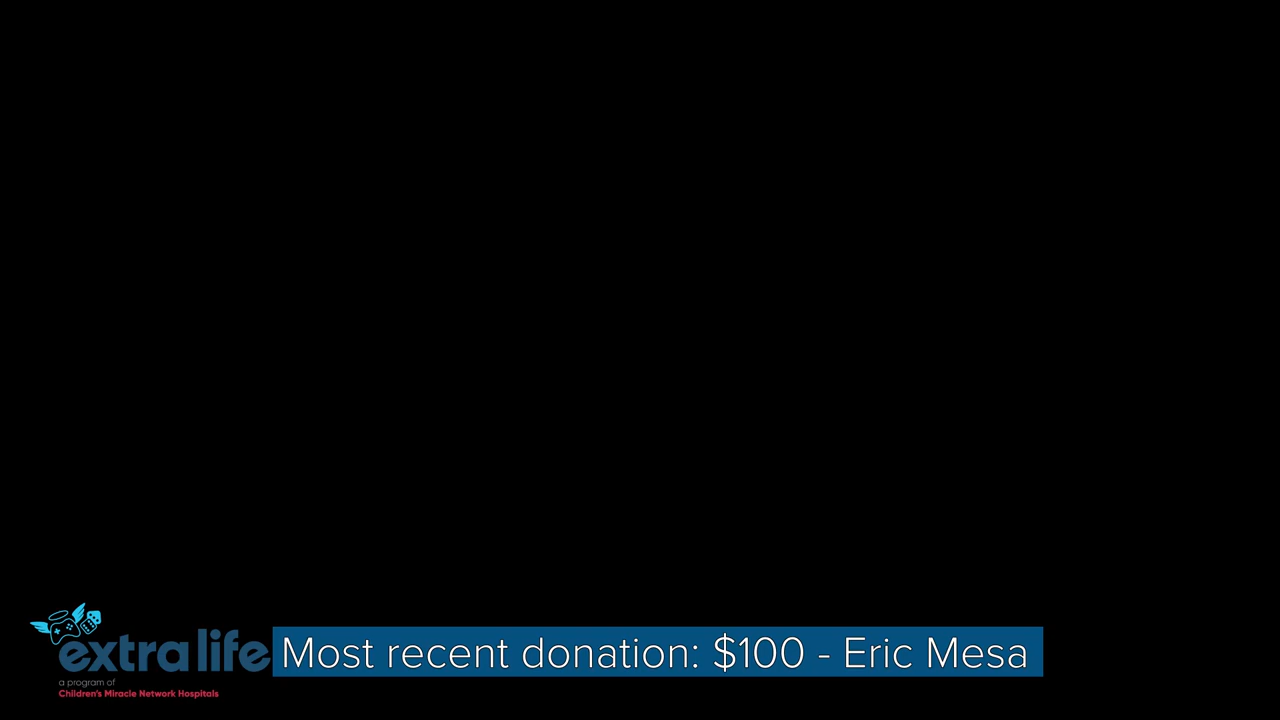 extra life
Most recent donation: $100 - Eric Mesa
a program of
Children's Miracle Network Hospitals